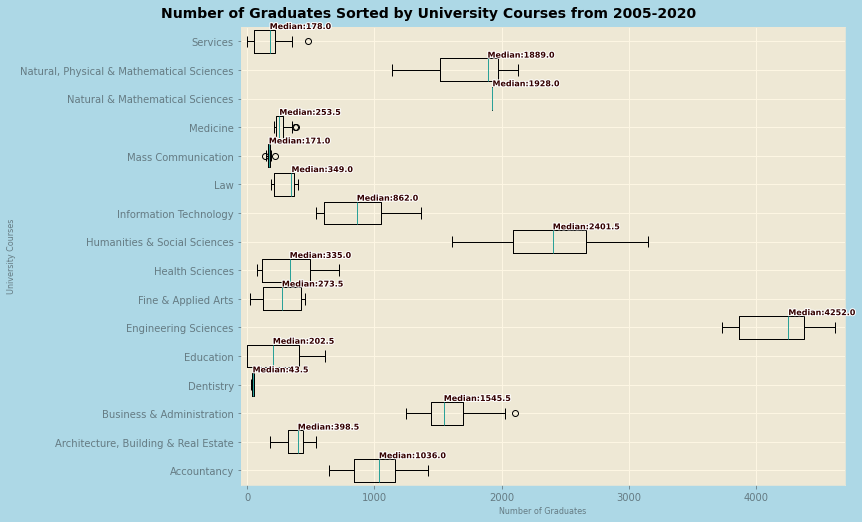 Number of Graduates Sorted by University Courses from 2005-2020
Services
Median:178.0
Natural, Physical & Mathematical Sciences
Median:1889.0
Natural & Mathematical Sciences
Median:1928.0
Medicine
Median:253.5
Mass Communication
Median:171.0
Law
Median:349.0
Information Technology
Median:862.0
Humanities & Social Sciences
Median:2401.5
Health Sciences
Median:335.0
Fine & Applied Arts
Median:273.5
Engineering Sciences
Median:4252.0
Education
Median:202.5
Dentistry
Median:43.5
Business & Administration
Median:1545.5
Architecture, Building & Real Estate
Median:398.5
Accountancy
Median:1036.0
University Courses
0 1000 2000 3000 4000
Number of Graduates